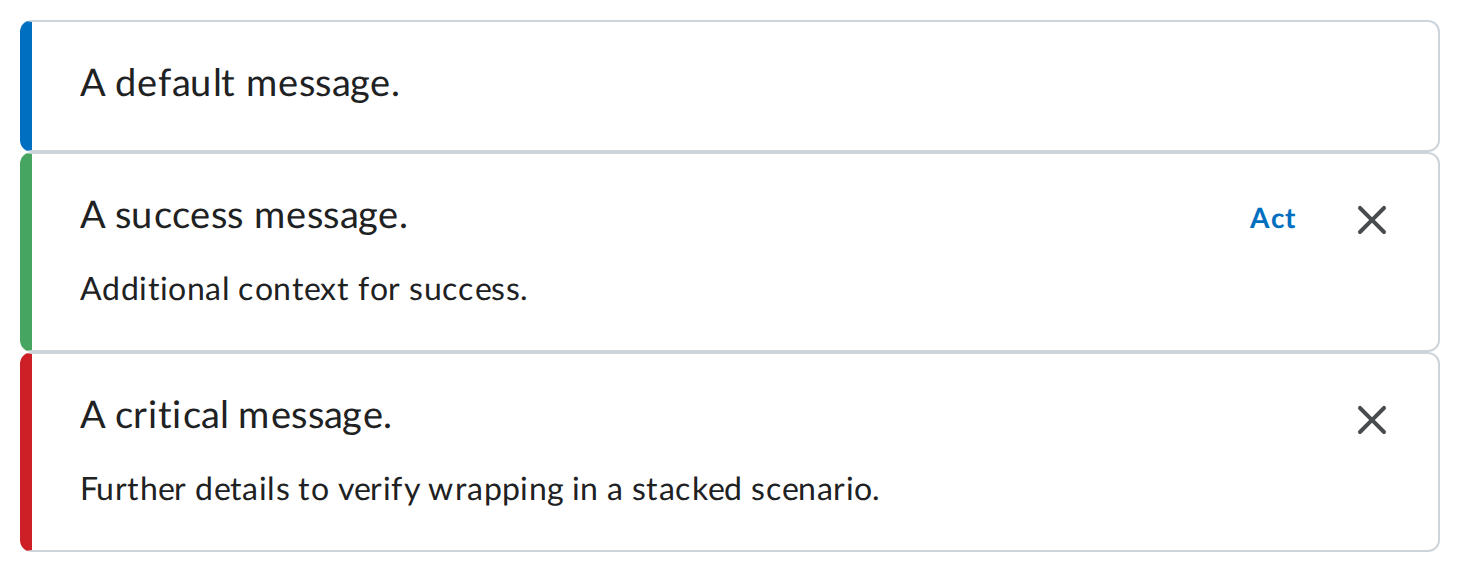 A default message.
A success message.
Act
Additional context for success.
A critical message.
Further details to verify wrapping in a stacked scenario.